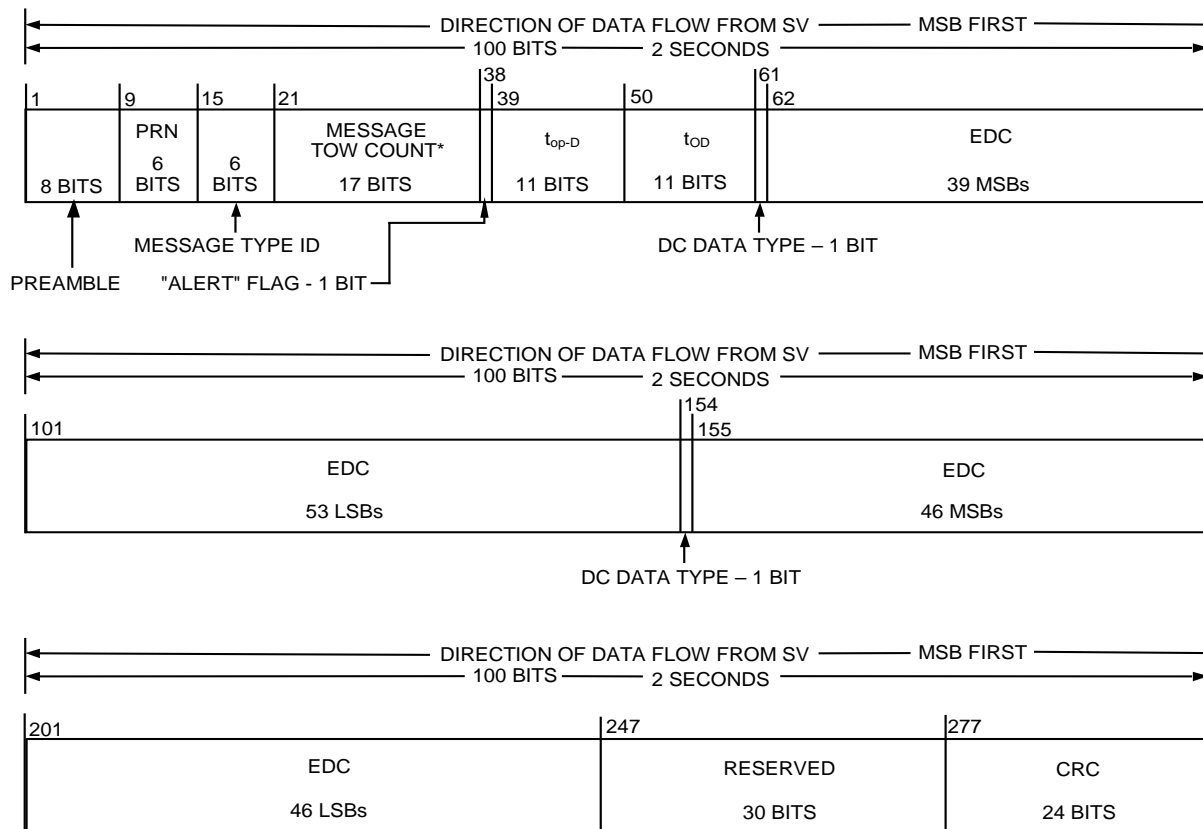 DIRECTION OF DATA FLOW FROM SV MSB FIRST
100 BITS 2 SECONDS
38 61
1 9 15 21 39 50 62
PRN MESSAGE t_op-D t_OD EDC
TOW COUNT*
8 BITS 6 BITS 6 BITS 17 BITS 11 BITS 11 BITS 39 MSBs
MESSAGE TYPE ID DC DATA TYPE – 1 BIT
PREAMBLE "ALERT" FLAG - 1 BIT
DIRECTION OF DATA FLOW FROM SV MSB FIRST
100 BITS 2 SECONDS
154
101 155
EDC EDC
53 LSBs 46 MSBs
DC DATA TYPE – 1 BIT
DIRECTION OF DATA FLOW FROM SV MSB FIRST
100 BITS 2 SECONDS
201 247 277
EDC RESERVED CRC
46 LSBs 30 BITS 24 BITS